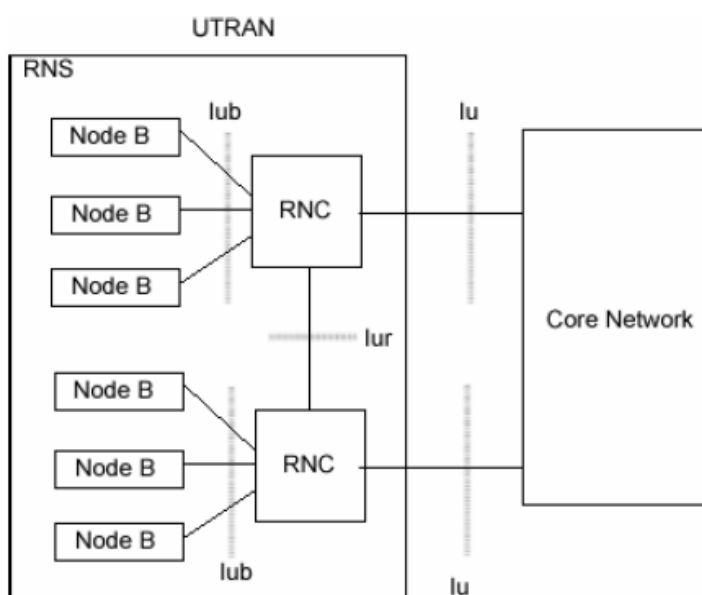 UTRAN
RNS
Iub
Iu
Node B
Node B
RNC
Node B
Core Network
Iur
Node B
Node B
RNC
Node B
Iub
Iu